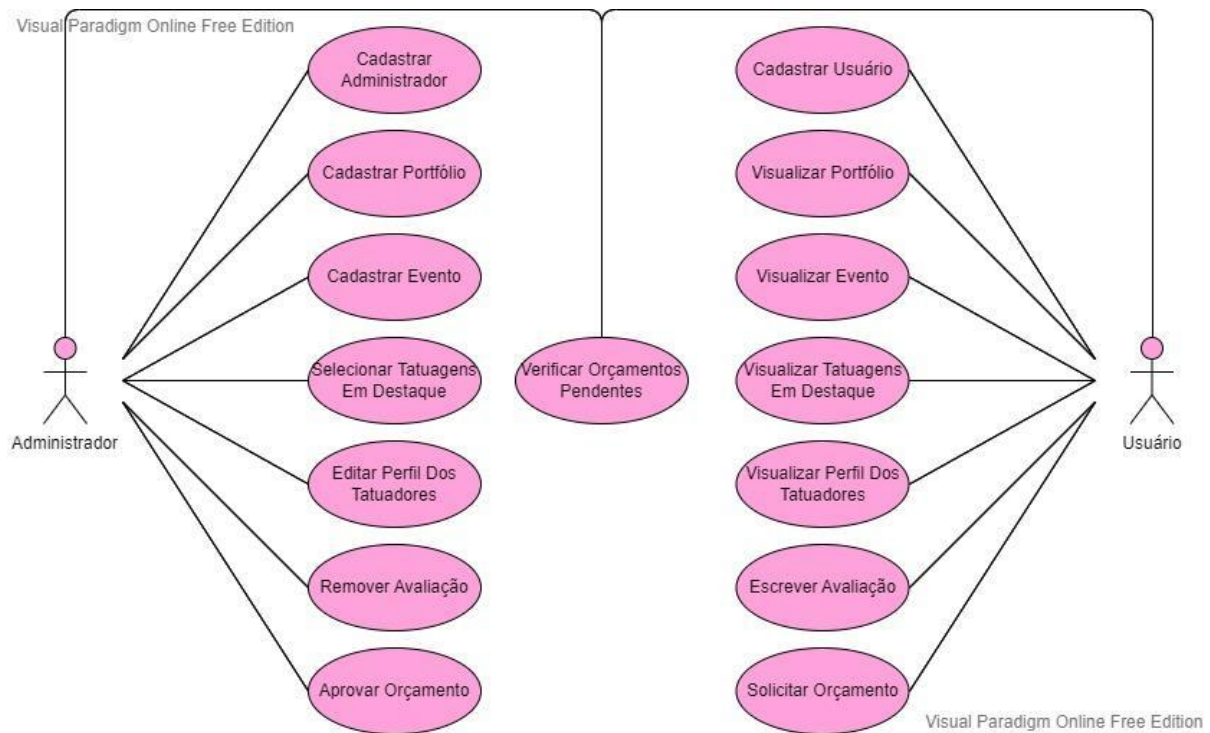 Visual Paradigm Online Free Edition
Cadastrar
Administrador
Cadastrar Portfólio
Cadastrar Evento
Selecionar Tatuagens
Em Destaque
Editar Perfil Dos
Tatuadores
Remover Avaliação
Aprovar Orçamento
Administrador
Verificar Orçamentos
Pendentes
Cadastrar Usuário
Visualizar Portfólio
Visualizar Evento
Visualizar Tatuagens
Em Destaque
Visualizar Perfil Dos
Tatuadores
Escrever Avaliação
Solicitar Orçamento
Usuário
Visual Paradigm Online Free Edition